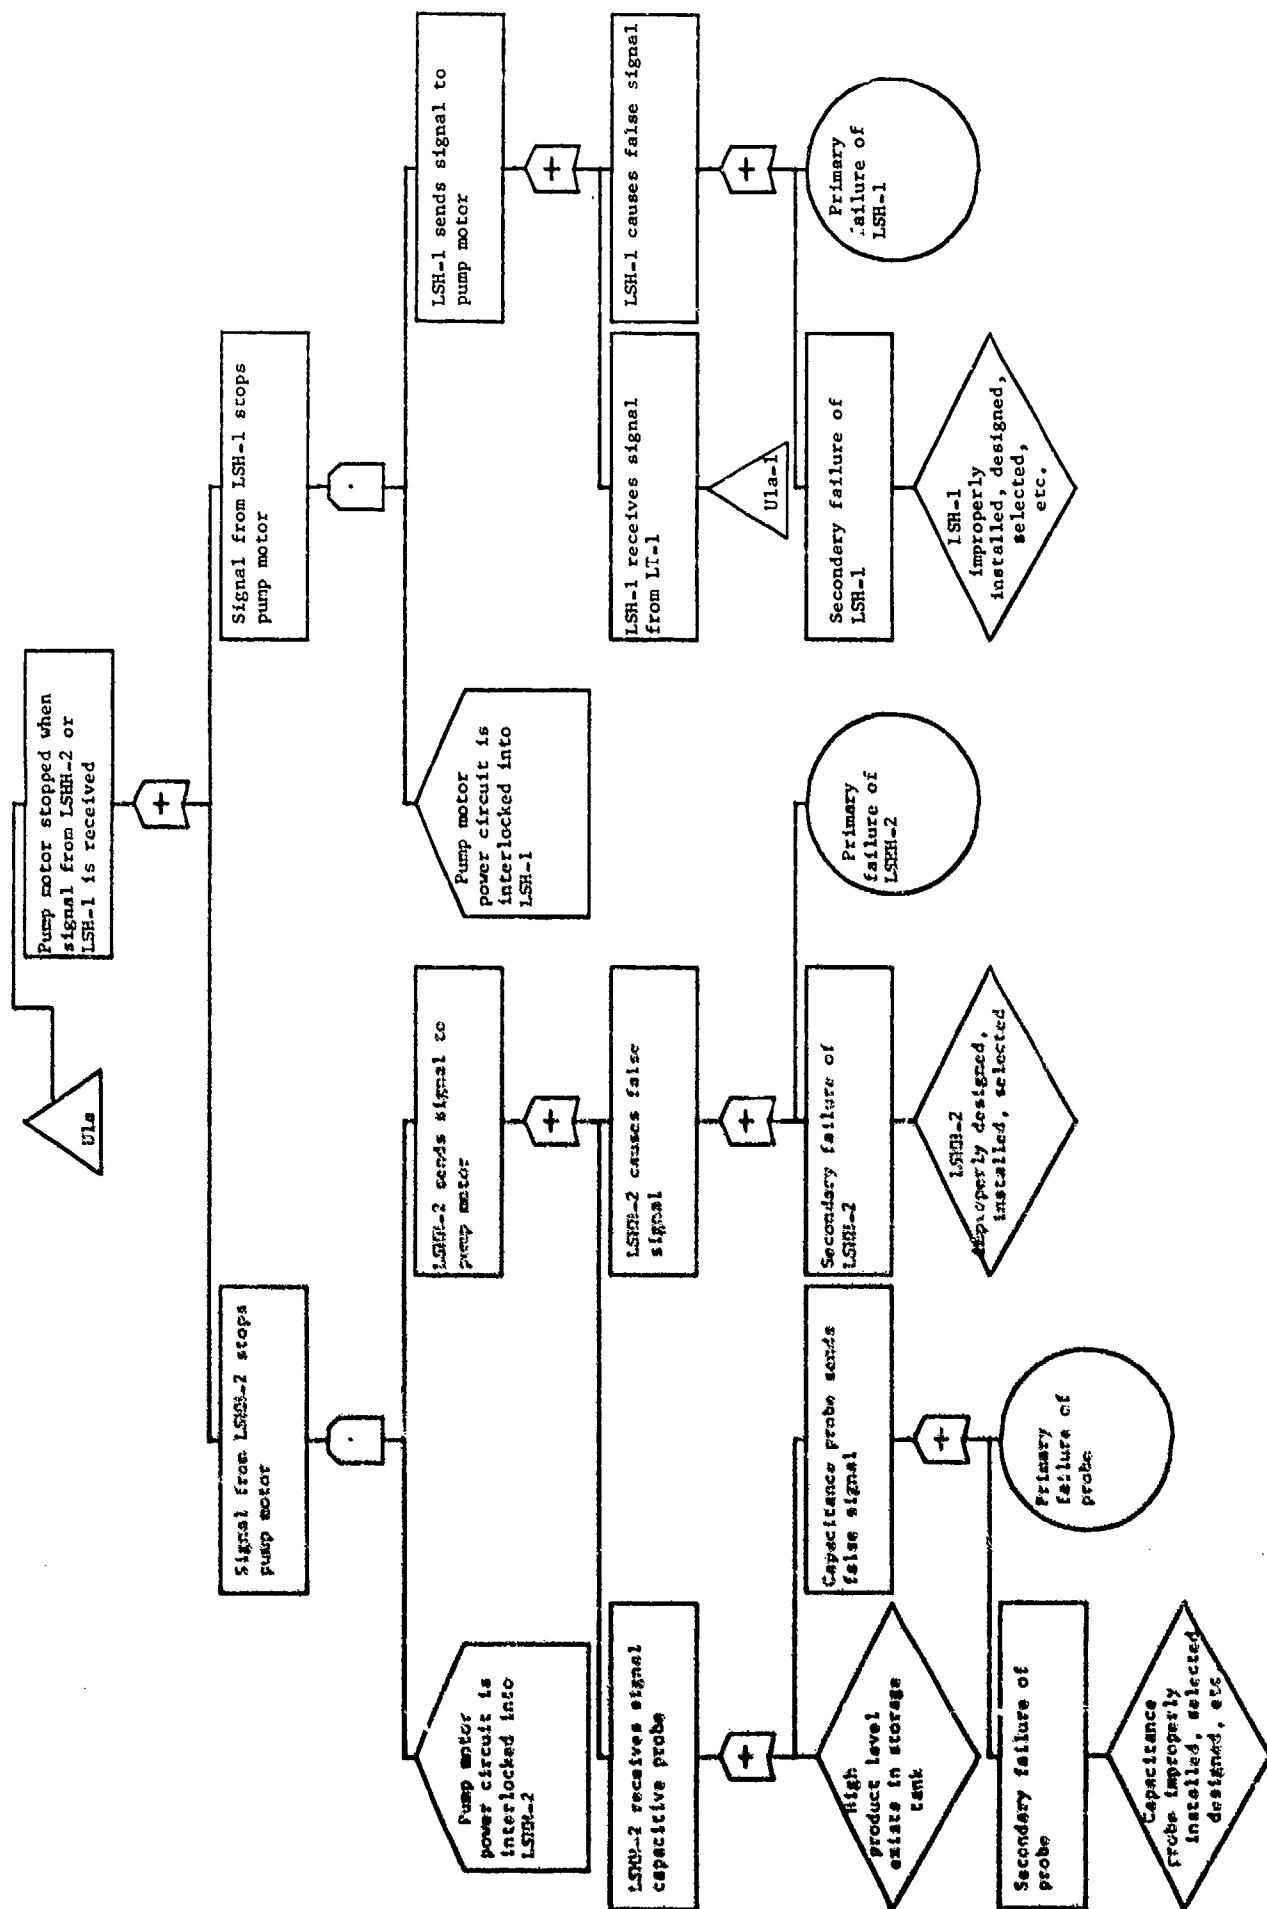 U1a
Pump motor stopped when
signal from LSHH-2 or
LSH-1 is received
+
Signal from LSHH-2 stops
pump motor
Signal from LSH-1 stops
pump motor
.
.
Pump motor
power circuit is
interlocked into
LSHH-2
LSHH-2 sends signal to
pump motor
Pump motor
power circuit is
interlocked into
LSH-1
LSH-1 sends signal to
pump motor
+
+
LSHH-2 receives signal
capacitive probe
LSHH-2 causes false
signal
LSH-1 receives signal
from LT-1
LSH-1 causes false signal
+
+
U1a-1
+
High
product level
exists in storage
tank
Capacitance probe sends
false signal
Secondary failure of
LSHH-2
Primary
failure of
LSHH-2
Secondary failure of
LSH-1
Primary
failure of
LSH-1
+
LSHH-2
improperly designed,
installed, selected
LSH-1
improperly
installed, designed,
selected,
etc.
Secondary failure of
probe
Primary
failure of
probe
Capacitance
probe improperly
installed, selected
designed, etc